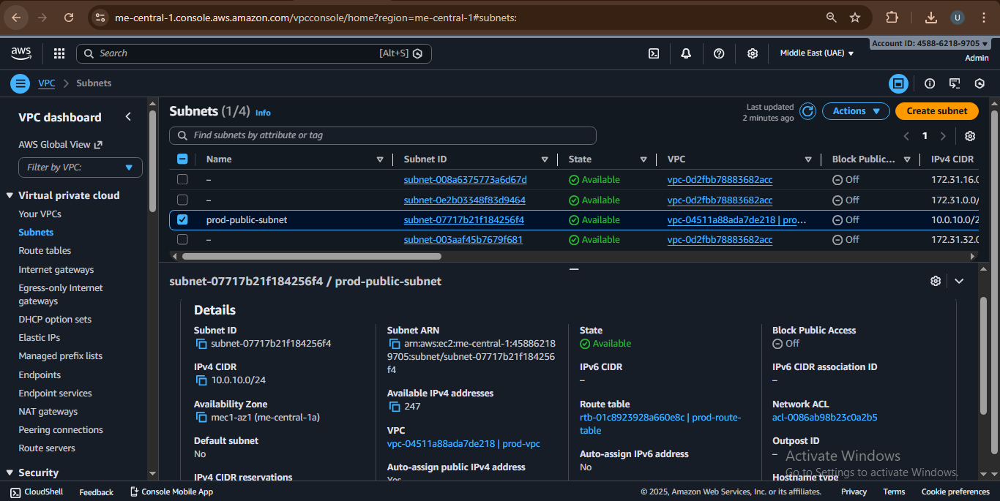 me-central-1.console.aws.amazon.com/vpcconsole/home?region=me-central-1#subnets:
U
aws
Search
[Alt+S]
Middle East (UAE)
Account ID: 4588-6218-9705
Admin
VPC
Subnets
VPC dashboard
AWS Global View
Filter by VPC:
Virtual private cloud
Your VPCs
Subnets
Route tables
Internet gateways
Egress-only Internet
gateways
DHCP option sets
Elastic IPs
Managed prefix lists
Endpoints
Endpoint services
NAT gateways
Peering connections
Route servers
Security
Subnets (1/4) Info
Last updated
2 minutes ago
Actions
Create subnet
Find subnets by attribute or tag
1
Name Subnet ID State VPC Block Public... IPv4 CIDR
– subnet-008a6375773a6d67d Available vpc-0d2fbb78883682acc Off 172.31.16.0
– subnet-0e2b03348f83d9464 Available vpc-0d2fbb78883682acc Off 172.31.0.0/
prod-public-subnet subnet-07717b21f184256f4 Available vpc-04511a88ada7de218 | pro... Off 10.0.10.0/2
– subnet-003aaf45b7679f681 Available vpc-0d2fbb78883682acc Off 172.31.32.0
subnet-07717b21f184256f4 / prod-public-subnet
Details
Subnet ID
subnet-07717b21f184256f4
IPv4 CIDR
10.0.10.0/24
Availability Zone
mec1-az1 (me-central-1a)
Default subnet
No
IPv4 CIDR reservations
Subnet ARN
arn:aws:ec2:me-central-1:45886218
9705:subnet/subnet-07717b21f184256
f4
Available IPv4 addresses
247
VPC
vpc-04511a88ada7de218 | prod-vpc
Auto-assign public IPv4 address
Yes
State
Available
IPv6 CIDR
–
Route table
rtb-01c8923928a660e8c | prod-route-
table
Auto-assign IPv6 address
No
Block Public Access
Off
IPv6 CIDR association ID
–
Network ACL
acl-0086ab98b23c0a2b5
Outpost ID
–
Hostname type
Activate Windows
Go to Settings to activate Windows.
CloudShell
Feedback
Console Mobile App
© 2025, Amazon Web Services, Inc. or its affiliates.
Privacy
Terms
Cookie preferences